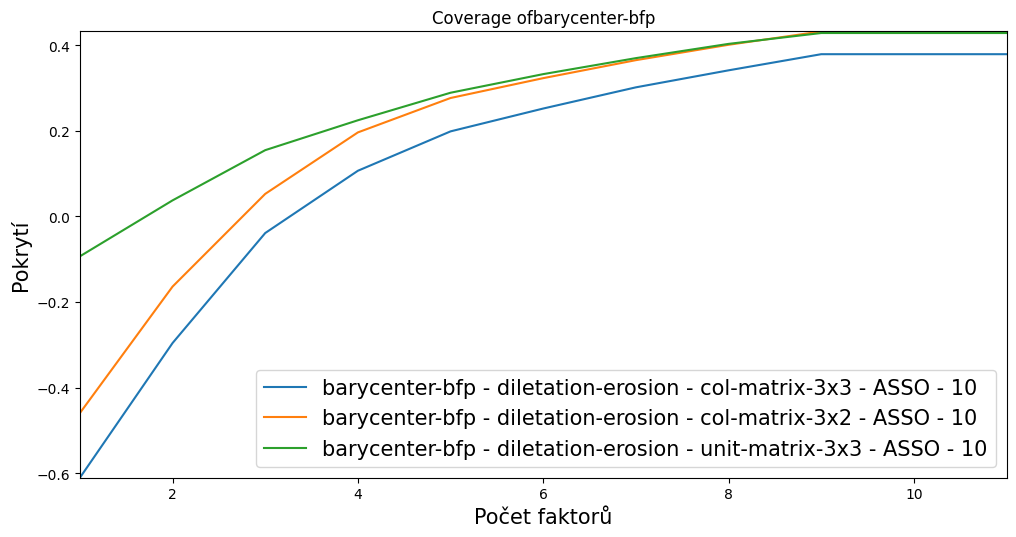 Coverage ofbarycenter-bfp
0.4
0.2
0.0
−0.2
−0.4
−0.6
Pokrytí
barycenter-bfp - diletation-erosion - col-matrix-3x3 - ASSO - 10
barycenter-bfp - diletation-erosion - col-matrix-3x2 - ASSO - 10
barycenter-bfp - diletation-erosion - unit-matrix-3x3 - ASSO - 10
2 4 6 8 10
Počet faktorů